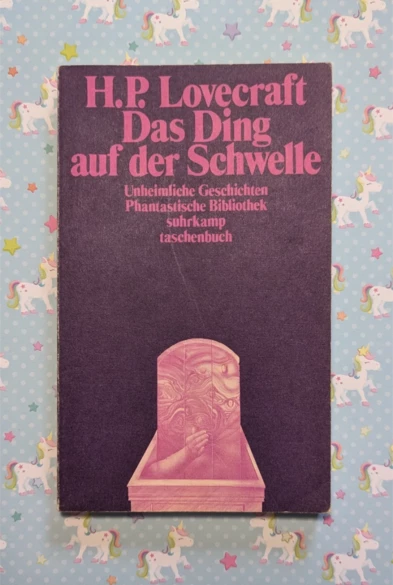 H.P. Lovecraft
Das Ding
auf der Schwelle
Unheimliche Geschichten
Phantastische Bibliothek
suhrkamp
taschenbuch